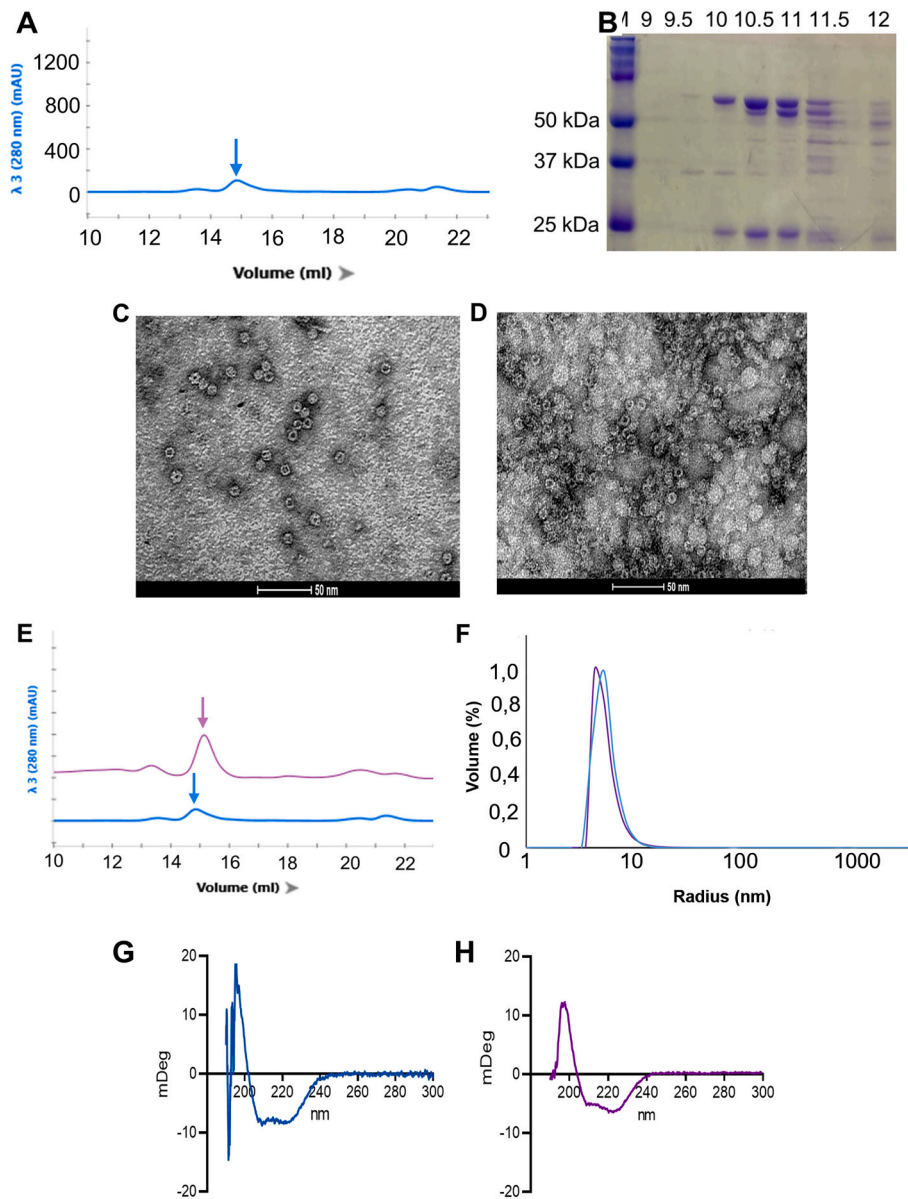 A
λ 3 (280 nm) (mAU)
1200
800
400
0
10 12 14 16 18 20 22
Volume (ml)
B
9 9.5 10 10.5 11 11.5 12
50 kDa
37 kDa
25 kDa
C
50 nm
D
50 nm
E
λ 3 (280 nm) (mAU)
10 12 14 16 18 20 22
Volume (ml)
F
Volume (%)
1,0
0,8
0,6
0,4
0,2
0
1 10 100 1000
Radius (nm)
G
mDeg
20
10
0
-10
-20
200 220 240 260 280 300
nm
H
mDeg
20
10
0
-10
-20
200 220 240 260 280 300
nm